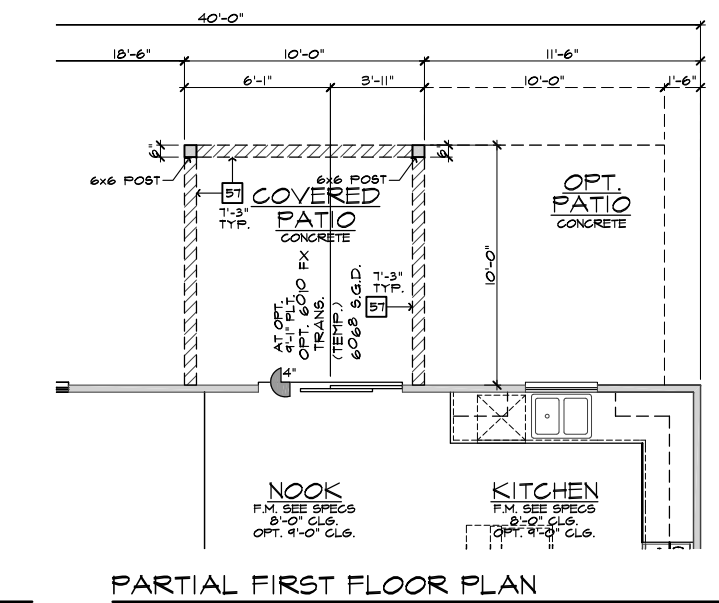 40'-0"
18'-6" 10'-0" 11'-6"
6'-1" 3'-11" 10'-0" 1'-6"
6" 6"
6x6 POST 6x6 POST
57 COVERED
PATIO
CONCRETE
7'-3"
TYP.
OPT.
PATIO
CONCRETE
10'-0"
AT OPT.
9'-1" PLT.
OPT. 6010 FX
TRANS.
(TEMP.)
6068 S.G.D.
7'-3"
TYP.
57
4"
NOOK
F.M. SEE SPECS
8'-0" CLG.
OPT. 9'-0" CLG.
KITCHEN
F.M. SEE SPECS
8'-0" CLG.
OPT. 9'-0" CLG.
PARTIAL FIRST FLOOR PLAN